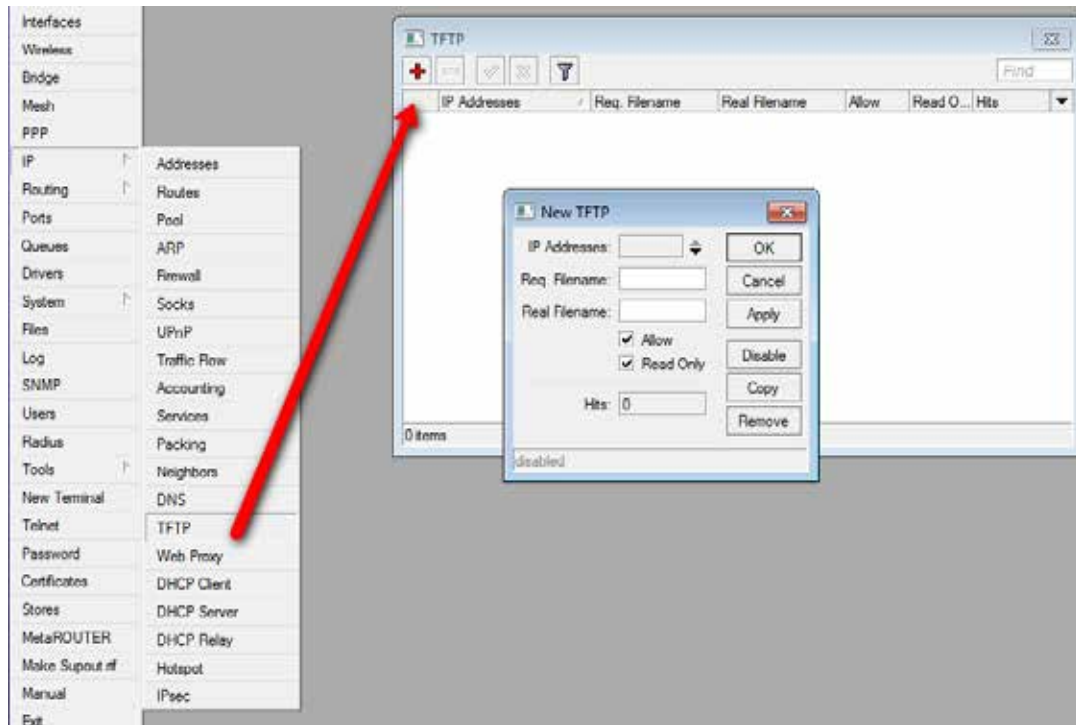 Interfaces
Wireless
Bridge
Mesh
PPP
IP
Routing
Ports
Queues
Drivers
System
Files
Log
SNMP
Users
Radius
Tools
New Terminal
Telnet
Password
Certificates
Stores
MetaROUTER
Make Supout.rif
Manual
Exit
Addresses
Routes
Pool
ARP
Firewall
Socks
UPnP
Traffic Flow
Accounting
Services
Packing
Neighbors
DNS
TFTP
Web Proxy
DHCP Client
DHCP Server
DHCP Relay
Hotspot
IPsec
TFTP
Find
IP Addresses Req. Filename Real Filename Allow Read O... Hits
0 items
New TFTP
IP Addresses:
Req. Filename:
Real Filename:
Allow
Read Only
Hits: 0
OK
Cancel
Apply
Disable
Copy
Remove
disabled